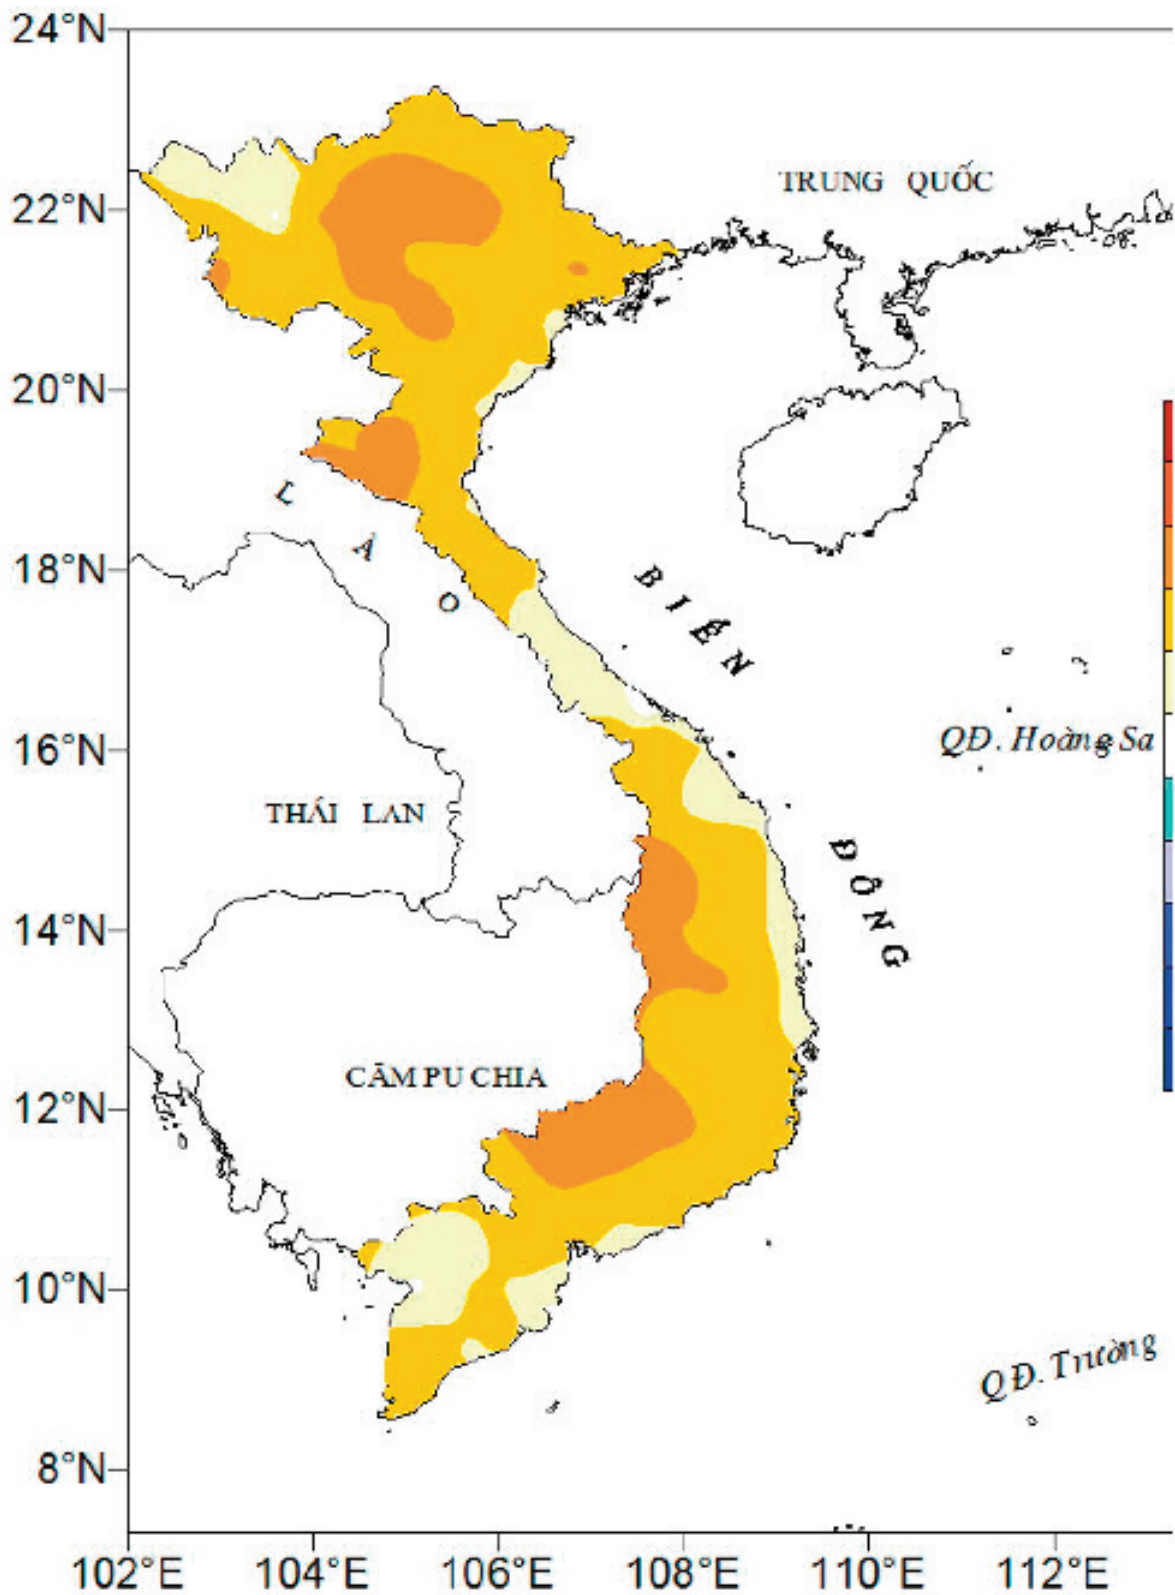 24°N
TRUNG QUỐC
22°N
20°N
LÀO
18°N
BIỂN
16°N
QĐ. Hoàng Sa
THÁI LAN
ĐÔNG
14°N
CĂM PU CHIA
12°N
10°N
QĐ. Trường
8°N
102°E 104°E 106°E 108°E 110°E 112°E